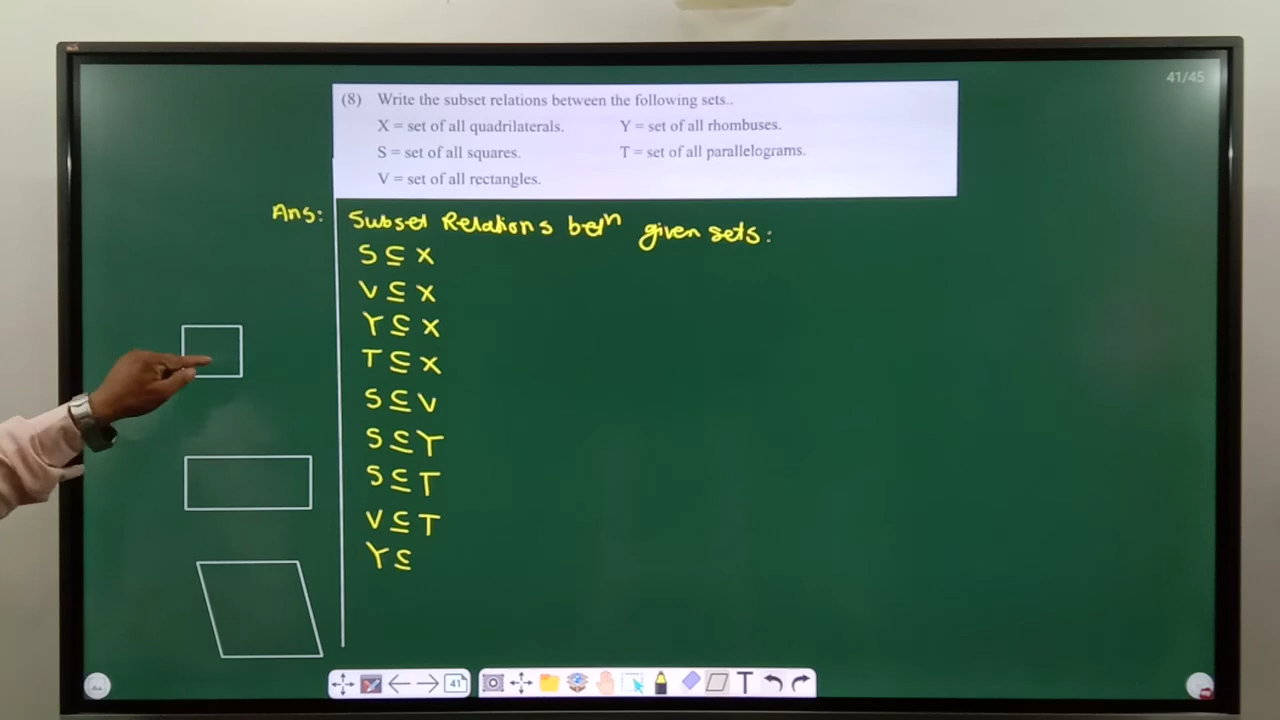 41/45
(8) Write the subset relations between the following sets..
X = set of all quadrilaterals. Y = set of all rhombuses.
S = set of all squares. T = set of all parallelograms.
V = set of all rectangles.
Ans: Subset Relations betn given sets:
S ⊆ X
V ⊆ X
Y ⊆ X
T ⊆ X
S ⊆ V
S ⊆ Y
S ⊆ T
V ⊆ T
Y ⊆
41 T